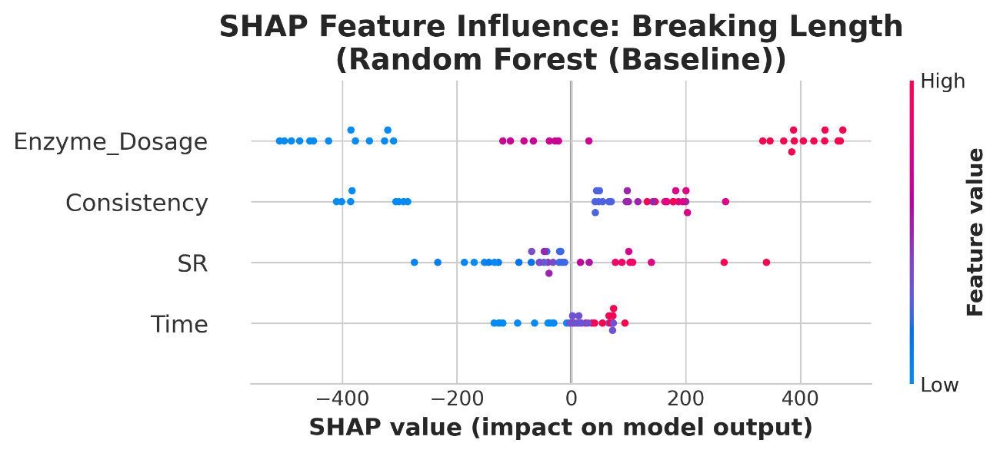 SHAP Feature Influence: Breaking Length
(Random Forest (Baseline))
High
Enzyme_Dosage
Consistency
SR
Time
Feature value
Low
−400 −200 0 200 400
SHAP value (impact on model output)